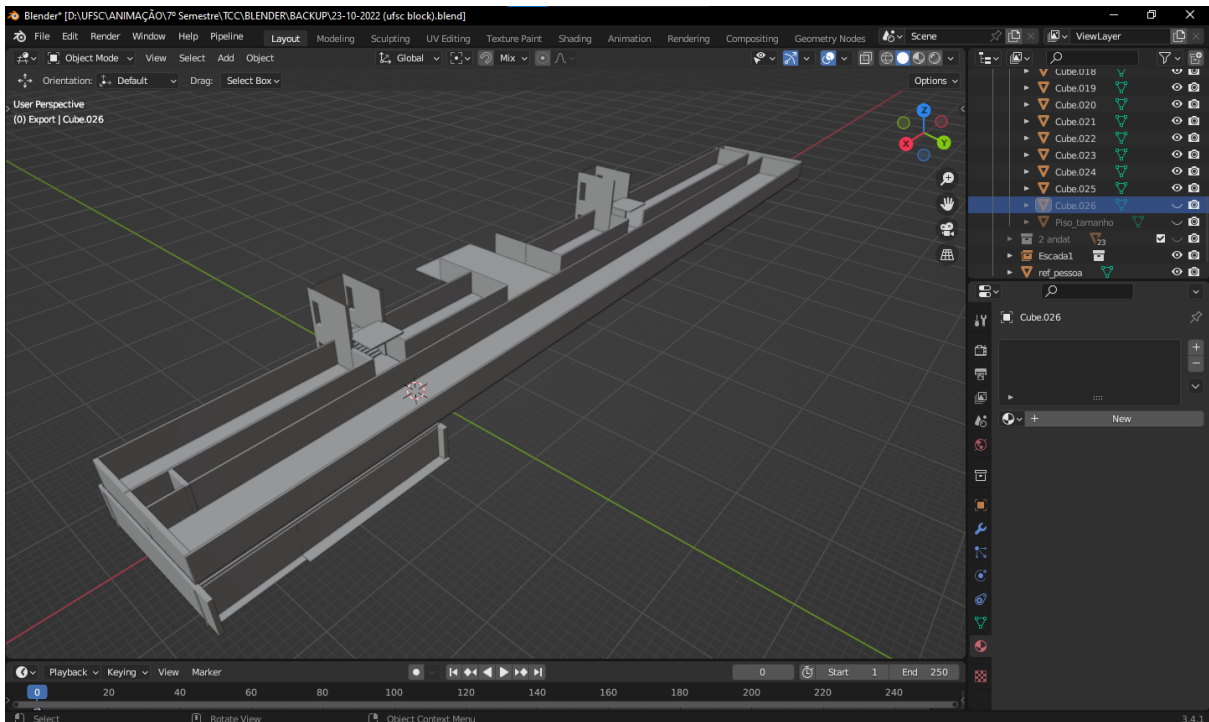 Blender* [D:\UFSC\ANIMAÇÃO\7º Semestre\TCC\BLENDER\BACKUP\23-10-2022 (ufsc block).blend]
File Edit Render Window Help Pipeline Layout Modeling Sculpting UV Editing Texture Paint Shading Animation Rendering Compositing Geometry Nodes Scene ViewLayer
Object Mode View Select Add Object Global Mix
Orientation: Default Drag: Select Box Options
User Perspective
(0) Export | Cube.026
Z
X
Y
Cube.018
Cube.019
Cube.020
Cube.021
Cube.022
Cube.023
Cube.024
Cube.025
Cube.026
Piso_tamanho
2 andat 23
Escada1
ref_pessoa
Cube.026
New
Playback Keying View Marker 0 Start 1 End 250
0 20 40 60 80 100 120 140 160 180 200 220 240
Select Rotate View Object Context Menu 3.4.1